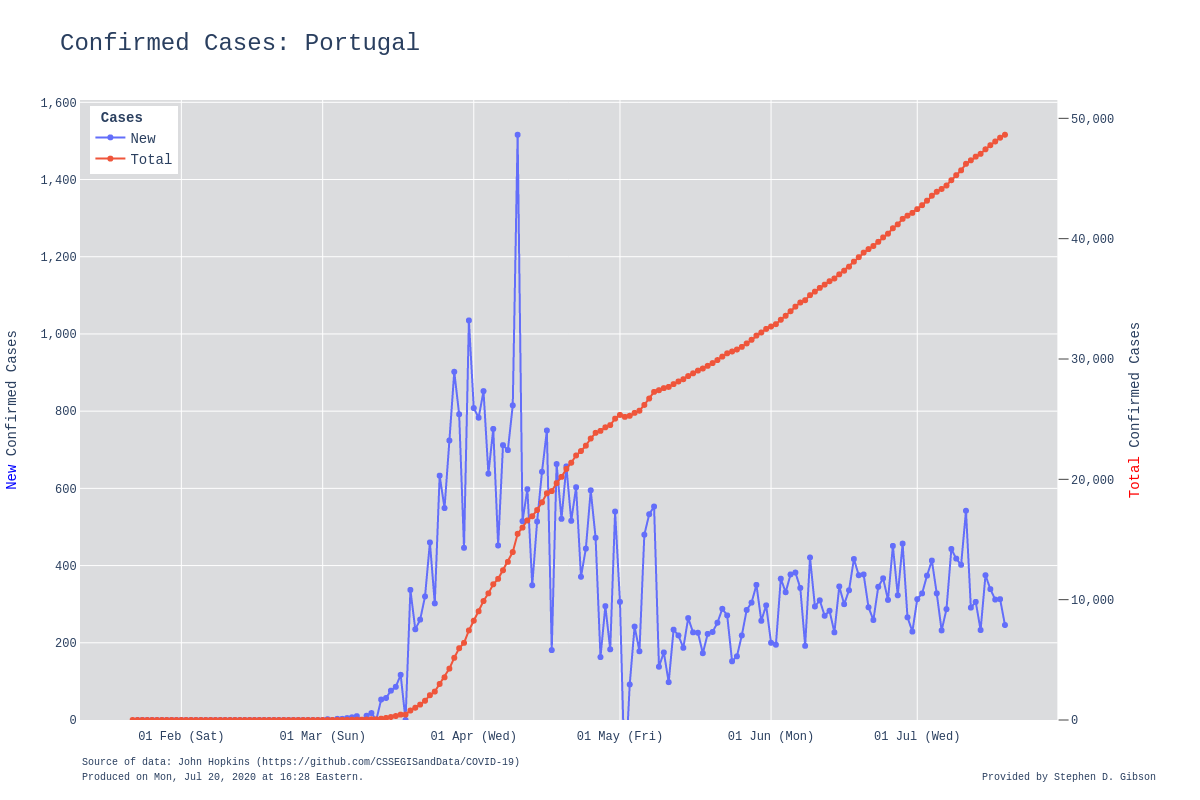 Confirmed Cases: Portugal
Cases
New
Total
1,600
1,400
1,200
1,000
800
600
400
200
0
50,000
40,000
30,000
20,000
10,000
0
New Confirmed Cases
Total Confirmed Cases
01 Feb (Sat)
01 Mar (Sun)
01 Apr (Wed)
01 May (Fri)
01 Jun (Mon)
01 Jul (Wed)
Source of data: John Hopkins (https://github.com/CSSEGISandData/COVID-19)
Produced on Mon, Jul 20, 2020 at 16:28 Eastern.
Provided by Stephen D. Gibson